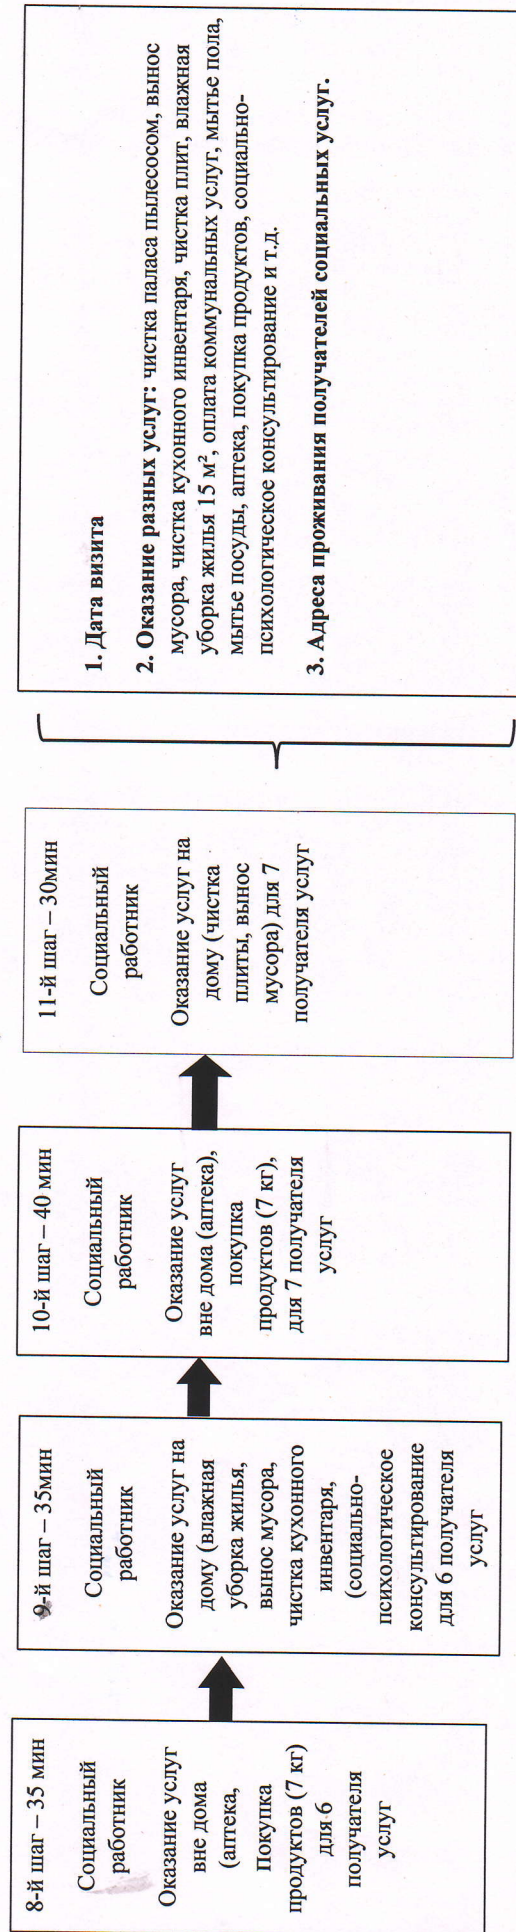 8-й шаг – 35 мин
Социальный
работник
Оказание услуг
вне дома
(аптека,
Покупка
продуктов (7 кг)
для 6
получателя
услуг
9-й шаг – 35мин
Социальный
работник
Оказание услуг на
дому (влажная
уборка жилья,
вынос мусора,
чистка кухонного
инвентаря,
(социально-
психологическое
консультирование
для 6 получателя
услуг
10-й шаг – 40 мин
Социальный
работник
Оказание услуг
вне дома (аптека),
покупка
продуктов (7 кг),
для 7 получателя
услуг
11-й шаг – 30мин
Социальный
работник
Оказание услуг на
дому (чистка
плиты, вынос
мусора) для 7
получателя услуг
1. Дата визита
2. Оказание разных услуг: чистка паласа пылесосом, вынос
мусора, чистка кухонного инвентаря, чистка плит, влажная
уборка жилья 15 м², оплата коммунальных услуг, мытье пола,
мытье посуды, аптека, покупка продуктов, социально-
психологическое консультирование и т.д.
3. Адреса проживания получателей социальных услуг.